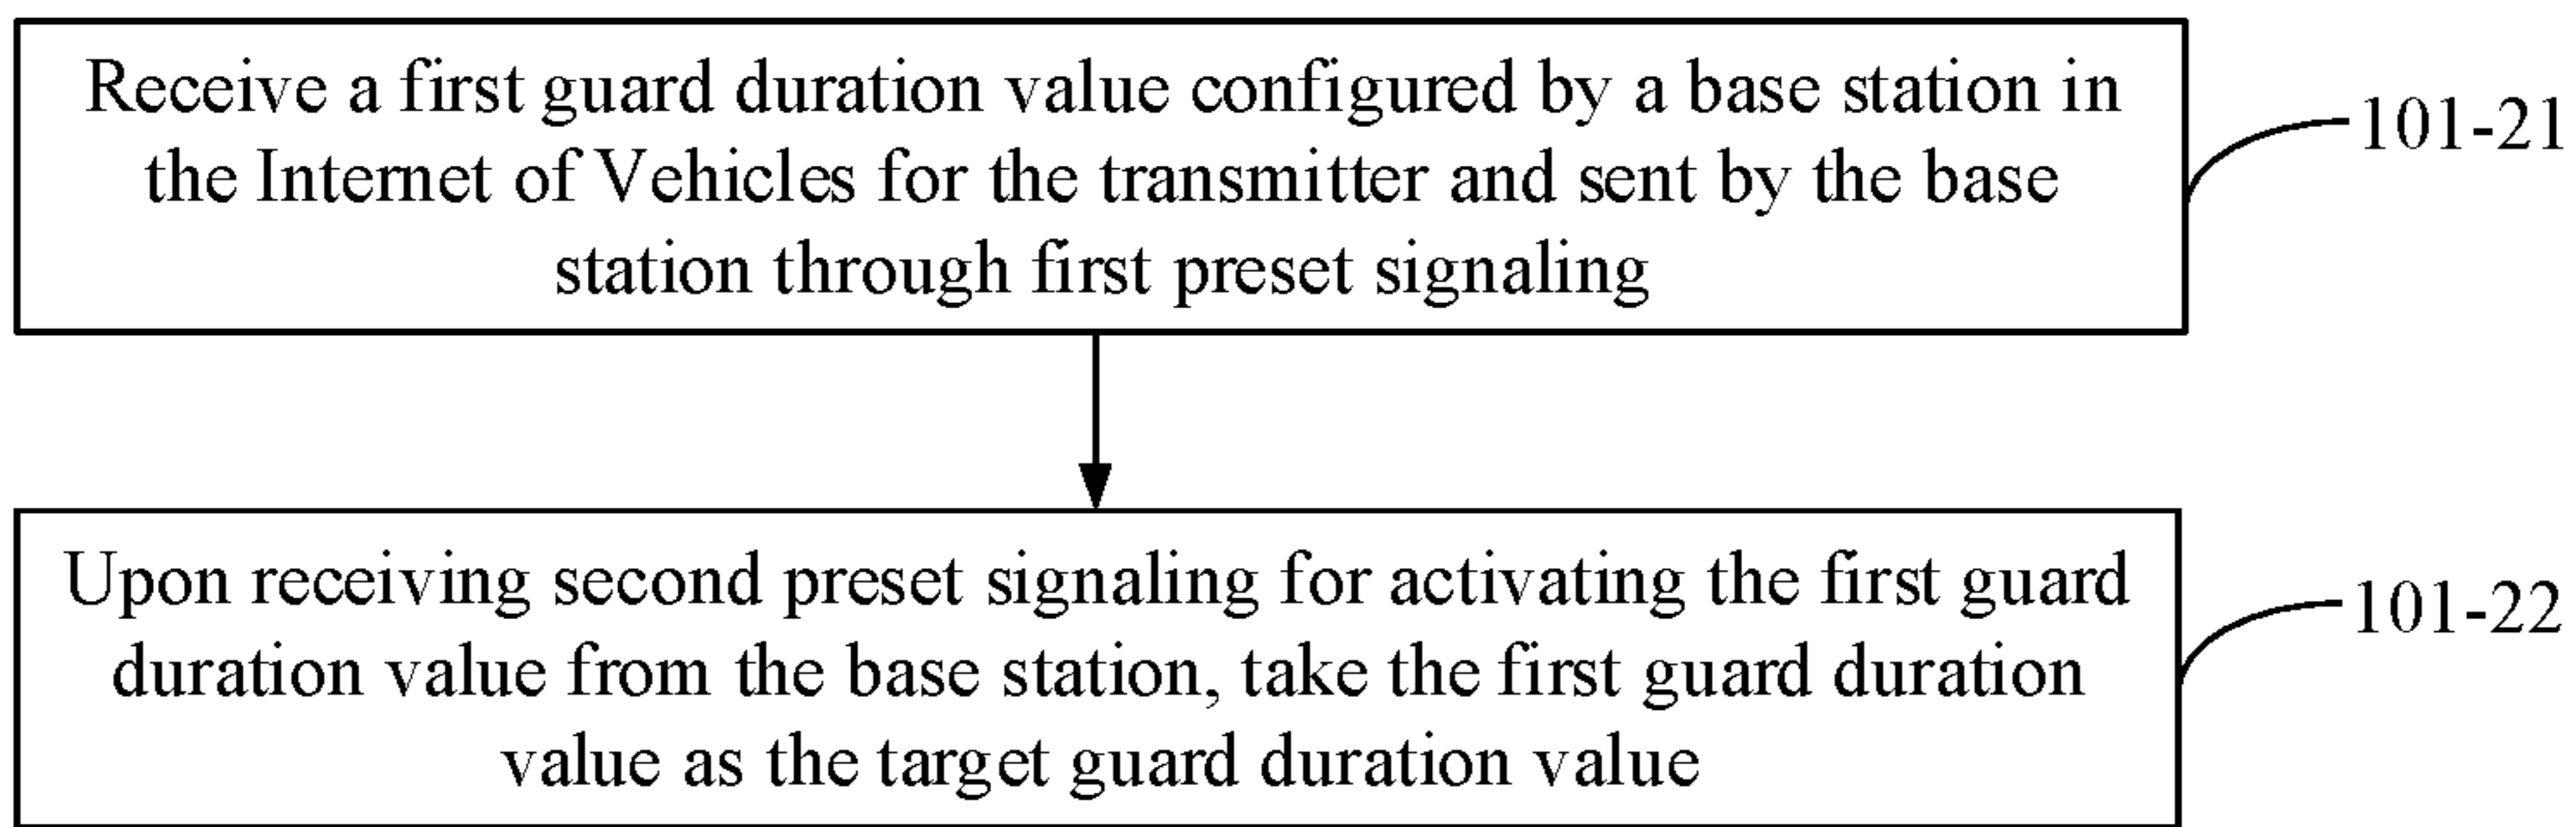 Receive a first guard duration value configured by a base station in
the Internet of Vehicles for the transmitter and sent by the base
station through first preset signaling
101-21
Upon receiving second preset signaling for activating the first guard
duration value from the base station, take the first guard duration
value as the target guard duration value
101-22